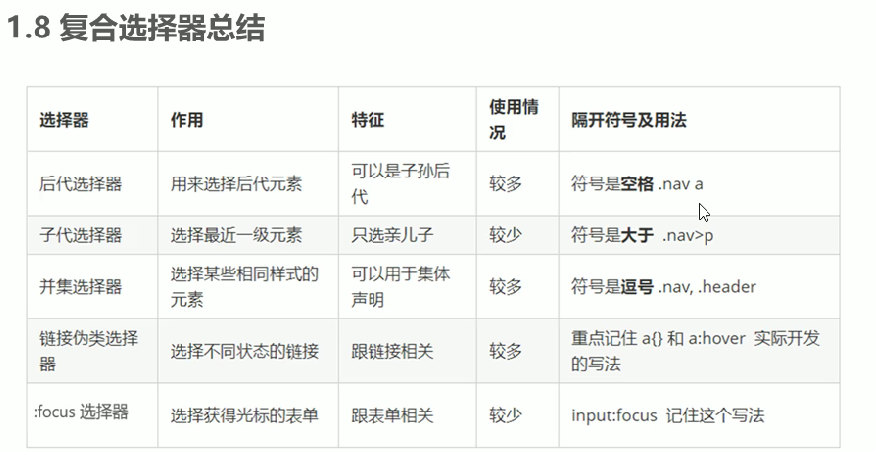 1.8 复合选择器总结
选择器 作用 特征 使用情况 隔开符号及用法
后代选择器 用来选择后代元素 可以是子孙后代 较多 符号是空格 .nav a
子代选择器 选择最近一级元素 只选亲儿子 较少 符号是大于 .nav>p
并集选择器 选择某些相同样式的元素 可以用于集体声明 较多 符号是逗号 .nav, .header
链接伪类选择器 选择不同状态的链接 跟链接相关 较多 重点记住 a{} 和 a:hover 实际开发的写法
:focus 选择器 选择获得光标的表单 跟表单相关 较少 input:focus 记住这个写法